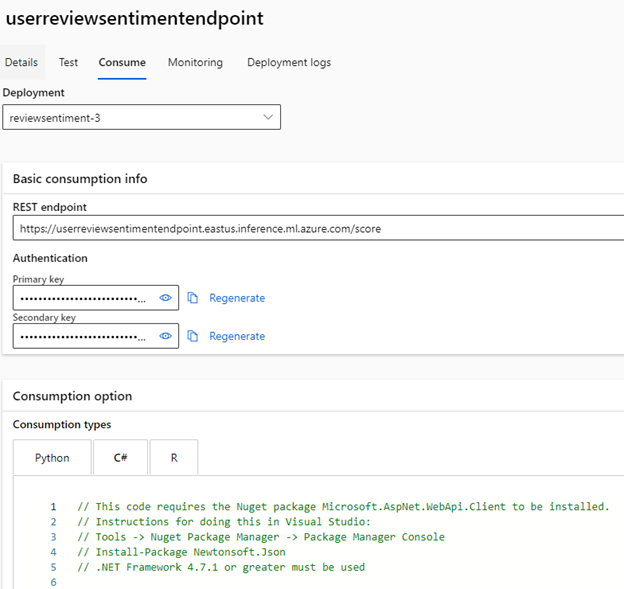 userreviewsentimentendpoint
Details Test Consume Monitoring Deployment logs
Deployment
reviewsentiment-3
Basic consumption info
REST endpoint
https://userreviewsentimentendpoint.eastus.inference.ml.azure.com/score
Authentication
Primary key
•••••••••••••••••••••••••• ... Regenerate
Secondary key
•••••••••••••••••••••••••• ... Regenerate
Consumption option
Consumption types
Python C# R
1 // This code requires the Nuget package Microsoft.AspNet.WebApi.Client to be installed.
2 // Instructions for doing this in Visual Studio:
3 // Tools -> Nuget Package Manager -> Package Manager Console
4 // Install-Package Newtonsoft.Json
5 // .NET Framework 4.7.1 or greater must be used
6